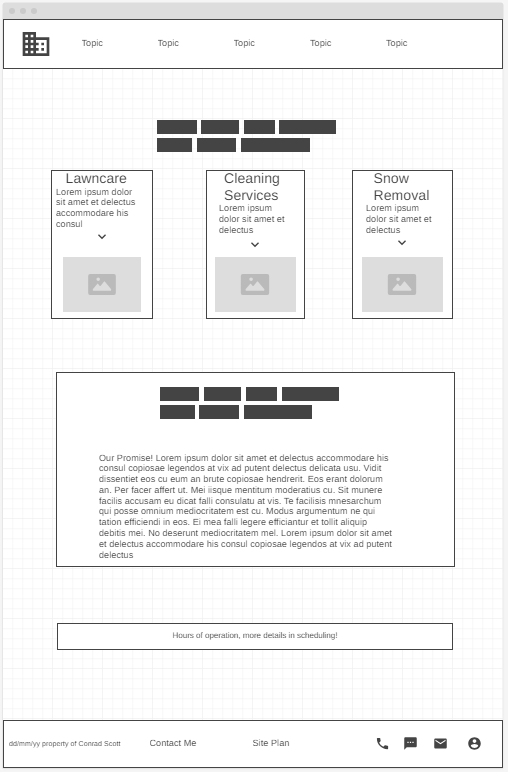 Topic Topic Topic Topic Topic
Lawncare
Lorem ipsum dolor
sit amet et delectus
accommodare his
consul
Cleaning
Services
Lorem ipsum
dolor sit amet et
delectus
Snow
Removal
Lorem ipsum
dolor sit amet et
delectus
Our Promise! Lorem ipsum dolor sit amet et delectus accommodare his
consul copiosae legendos at vix ad putent delectus delicata usu. Vidit
dissentiet eos cu eum an brute copiosae hendrerit. Eos erant dolorum
an. Per facer affert ut. Mei iisque mentitum moderatius cu. Sit munere
facilis accusam eu dicat falli consulatu at vis. Te facilisis mnesarchum
qui posse omnium mediocritatem est cu. Modus argumentum ne qui
tation efficiendi in eos. Ei mea falli legere efficiantur et tollit aliquip
debitis mei. No deserunt mediocritatem mel. Lorem ipsum dolor sit amet
et delectus accommodare his consul copiosae legendos at vix ad putent
delectus
Hours of operation, more details in scheduling!
dd/mm/yy property of Conrad Scott Contact Me Site Plan